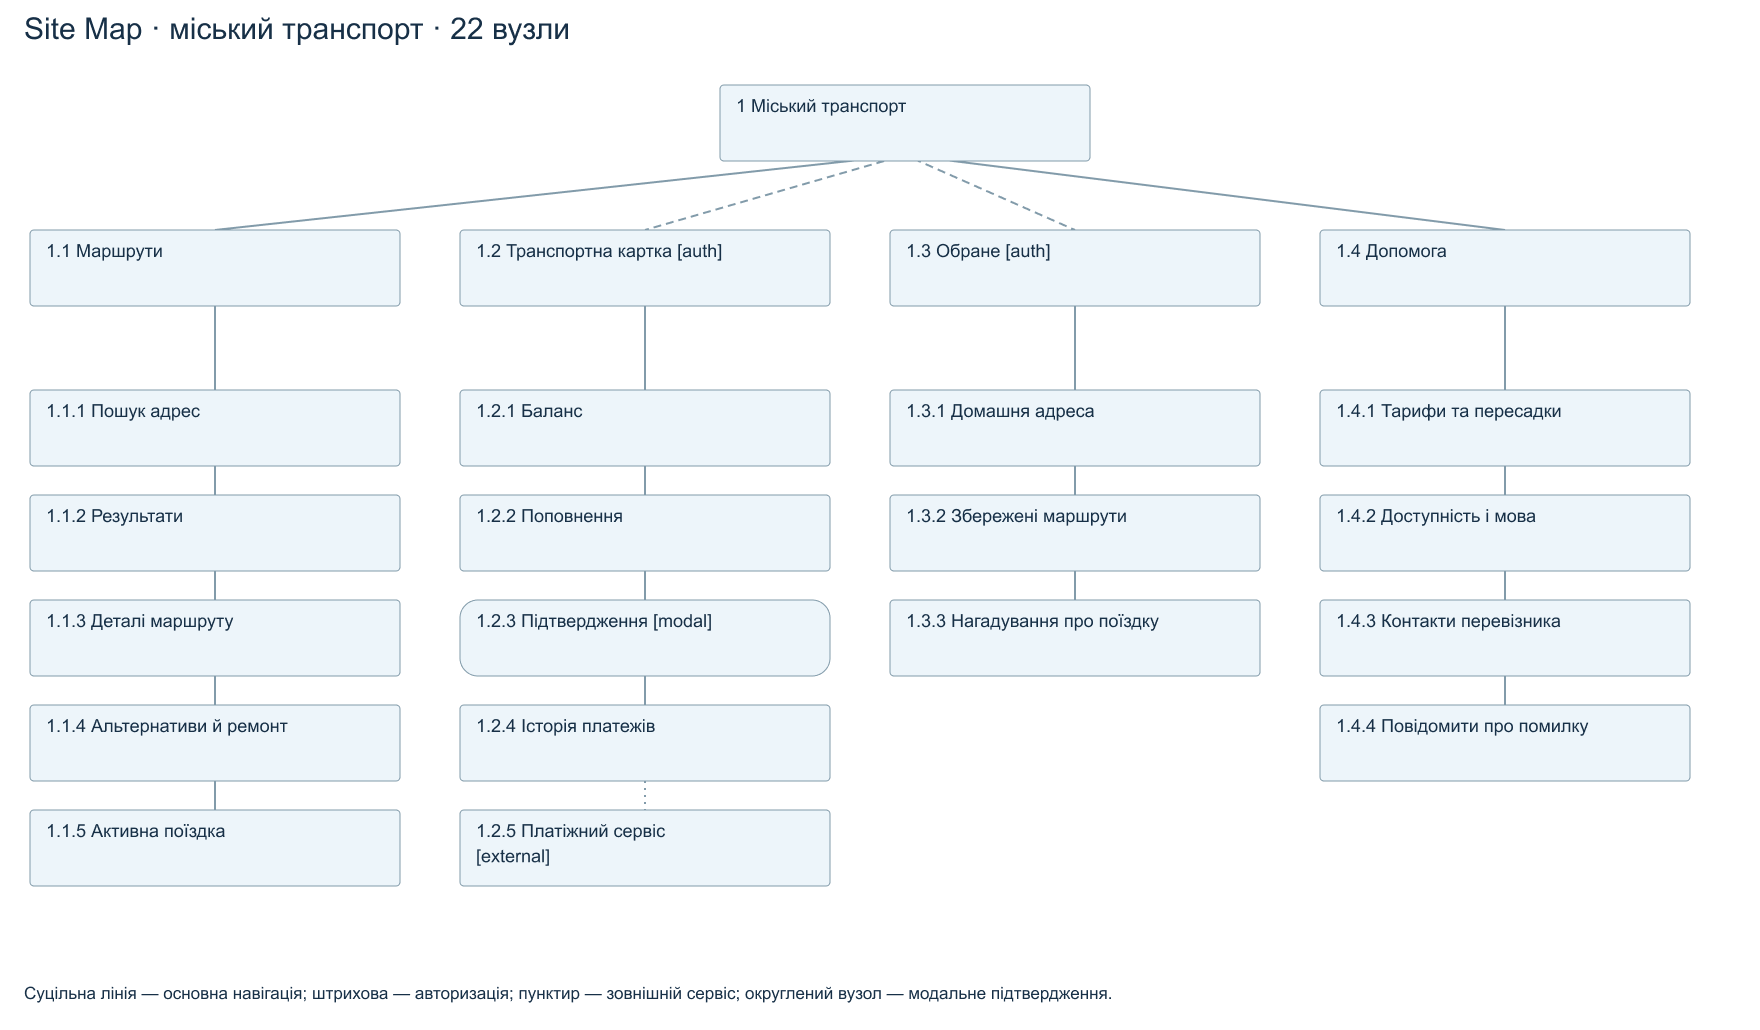 Site Map · міський транспорт · 22 вузли
1 Міський транспорт
1.1 Маршрути
1.2 Транспортна картка [auth]
1.3 Обране [auth]
1.4 Допомога
1.1.1 Пошук адрес
1.2.1 Баланс
1.3.1 Домашня адреса
1.4.1 Тарифи та пересадки
1.1.2 Результати
1.2.2 Поповнення
1.3.2 Збережені маршрути
1.4.2 Доступність і мова
1.1.3 Деталі маршруту
1.2.3 Підтвердження [modal]
1.3.3 Нагадування про поїздку
1.4.3 Контакти перевізника
1.1.4 Альтернативи й ремонт
1.2.4 Історія платежів
1.4.4 Повідомити про помилку
1.1.5 Активна поїздка
1.2.5 Платіжний сервіс
[external]
Суцільна лінія — основна навігація; штрихова — авторизація; пунктир — зовнішній сервіс; округлений вузол — модальне підтвердження.